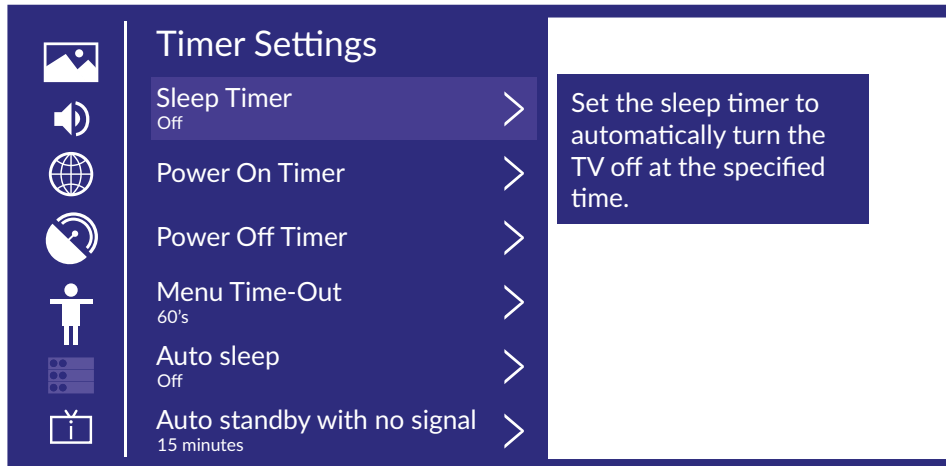 Timer Settings
Sleep Timer
Off
Power On Timer
Power Off Timer
Menu Time-Out
60's
Auto sleep
Off
Auto standby with no signal
15 minutes
Set the sleep timer to
automatically turn the
TV off at the specified
time.
i